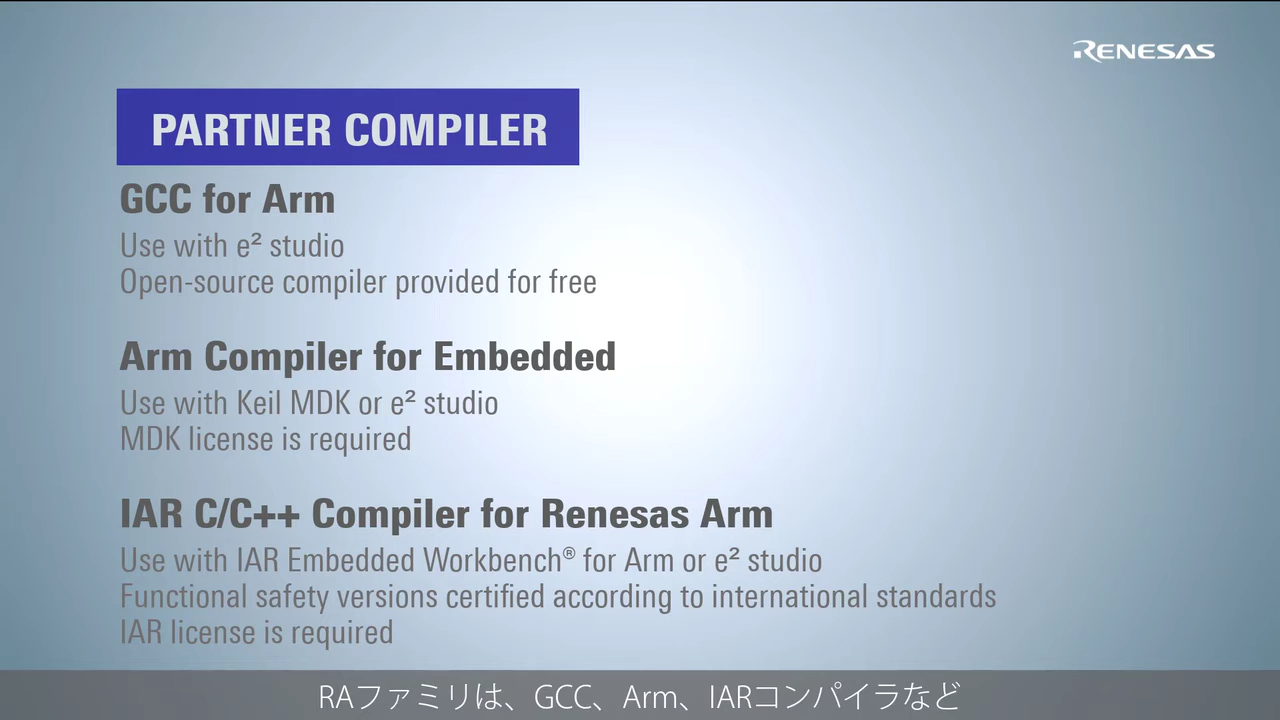 RENESAS
PARTNER COMPILER
GCC for Arm
Use with e² studio
Open-source compiler provided for free
Arm Compiler for Embedded
Use with Keil MDK or e² studio
MDK license is required
IAR C/C++ Compiler for Renesas Arm
Use with IAR Embedded Workbench® for Arm or e² studio
Functional safety versions certified according to international standards
IAR license is required
RAファミリは、GCC、Arm、IARコンパイラなど